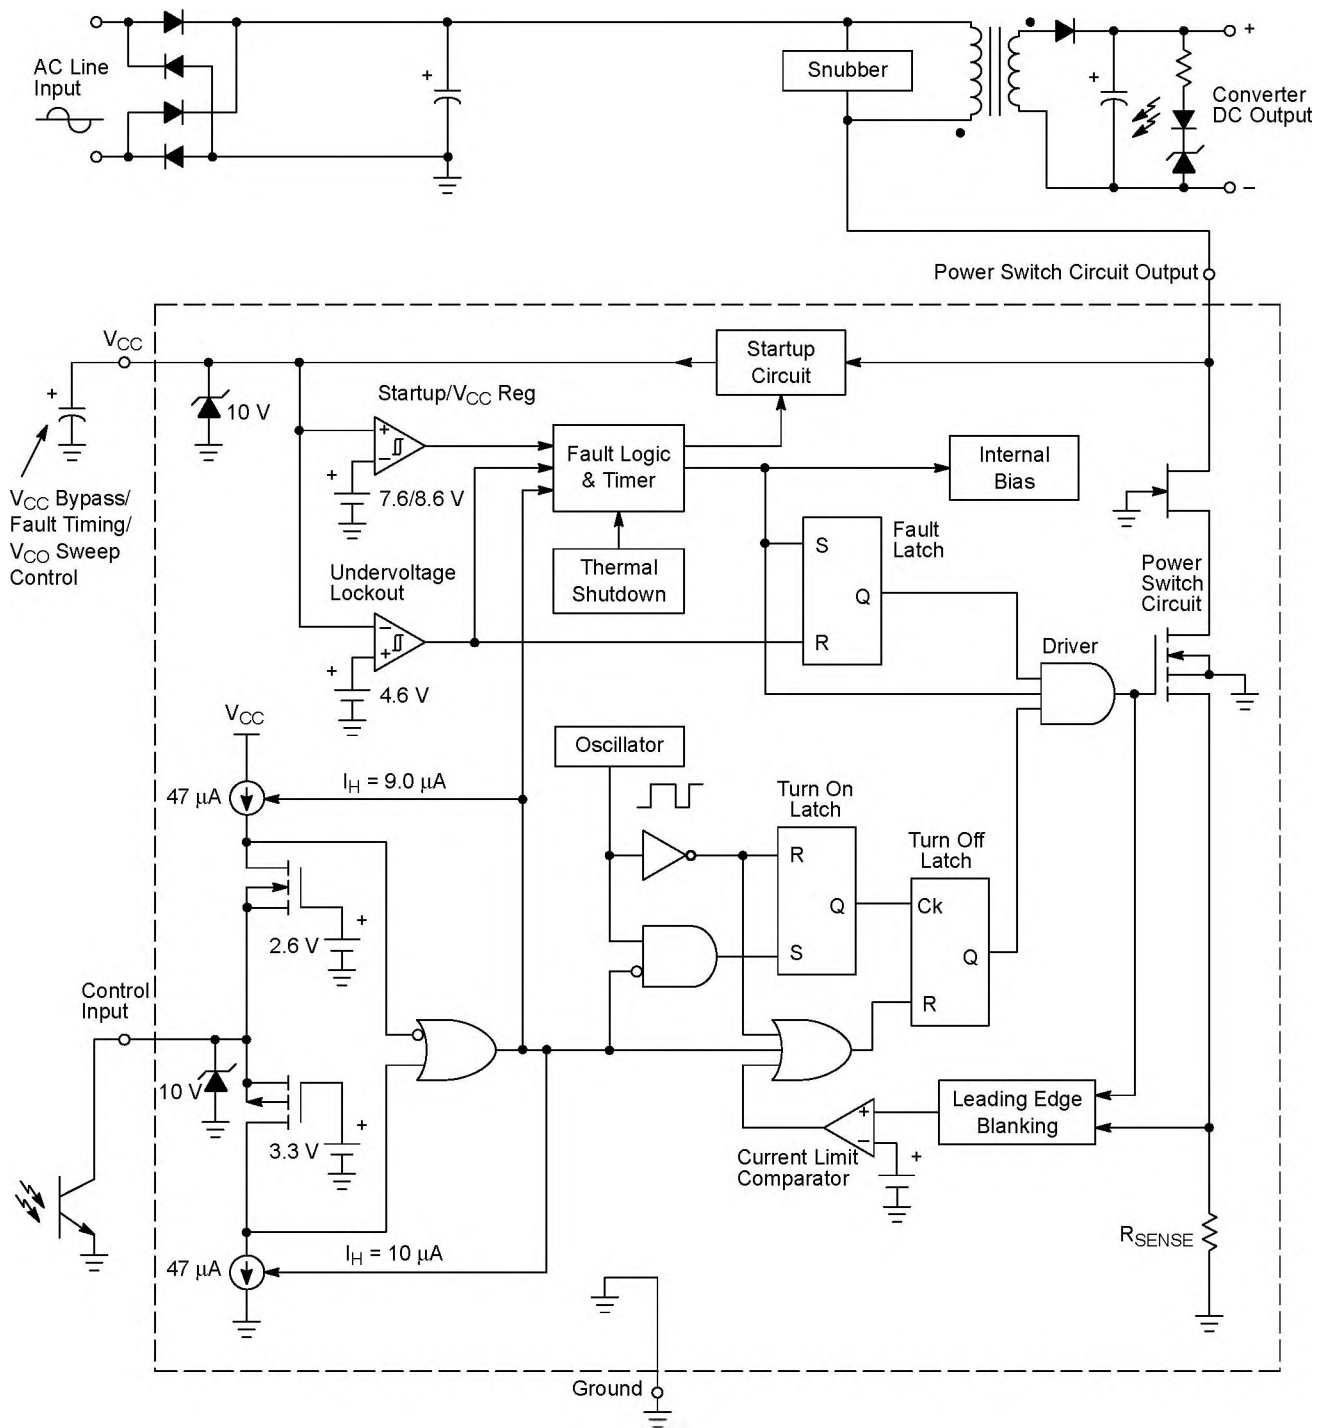 AC Line
Input
+
Snubber
+
+
Converter
DC Output
−
Power Switch Circuit Output
VCC
Startup
Circuit
+
10 V
Startup/VCC Reg
+
−
+
7.6/8.6 V
Fault Logic
& Timer
Internal
Bias
VCC Bypass/
Fault Timing/
VCO Sweep
Control
Thermal
Shutdown
S
R
Q
Fault
Latch
Power
Switch
Circuit
Undervoltage
Lockout
−
+
+
4.6 V
Driver
VCC
Oscillator
47 μA
IH = 9.0 μA
Turn On
Latch
R
Q
S
Turn Off
Latch
Ck
Q
R
+
2.6 V
Control
Input
10 V
+
3.3 V
Leading Edge
Blanking
+
−
+
Current Limit
Comparator
RSENSE
47 μA
IH = 10 μA
Ground